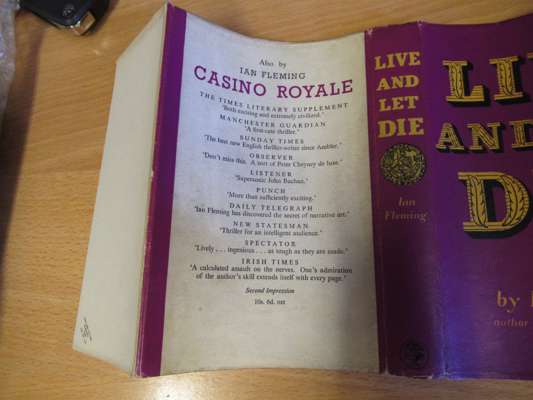 Also by
IAN FLEMING
CASINO ROYALE
THE TIMES LITERARY SUPPLEMENT
'Both exciting and extremely civilized.'
MANCHESTER GUARDIAN
'A first-rate thriller.'
SUNDAY TIMES
'The best new English thriller-writer since Ambler.'
OBSERVER
'Don't miss this. A sort of Peter Cheyney de luxe.'
LISTENER
'Supersonic John Buchan.'
PUNCH
'More than sufficiently exciting.'
DAILY TELEGRAPH
'Ian Fleming has discovered the secret of narrative art.'
NEW STATESMAN
'Thriller for an intelligent audience.'
SPECTATOR
'Lively . . . ingenious . . . as tough as they are made.'
IRISH TIMES
'A calculated assault on the nerves. One's admiration
of the author's skill extends itself with every page.'
Second Impression
10s. 6d. net
LIVE
AND
LET
DIE
Ian
Fleming
LI
AND
D
by
author